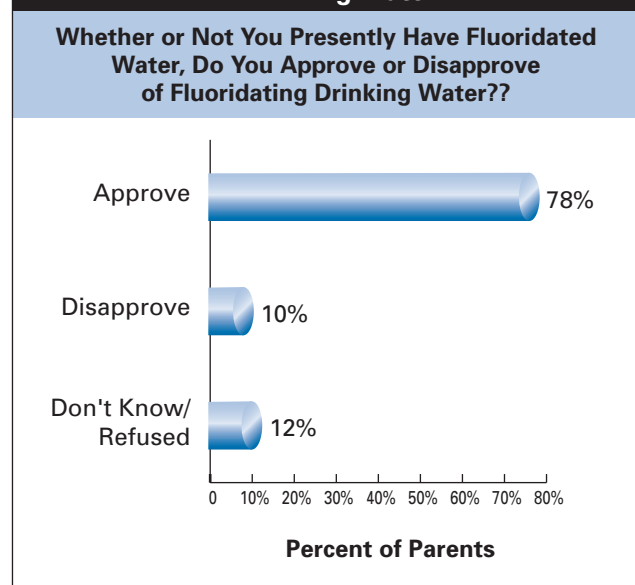 Whether or Not You Presently Have Fluoridated
Water, Do You Approve or Disapprove
of Fluoridating Drinking Water??
Approve
78%
Disapprove
10%
Don't Know/
Refused
12%
0 10% 20% 30% 40% 50% 60% 70% 80%
Percent of Parents